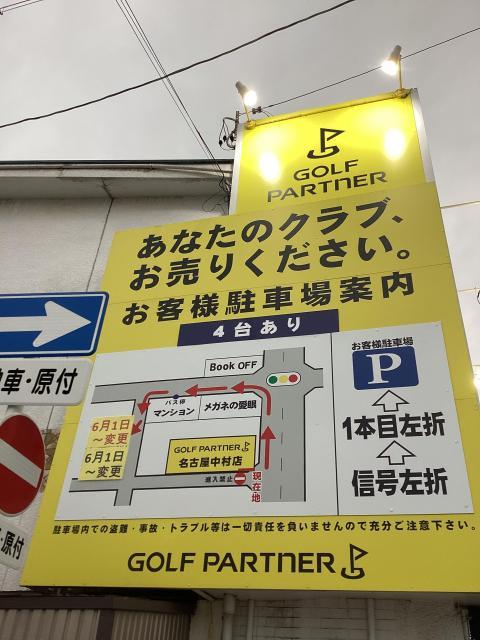 GOLF
PARTNER
あなたのクラブ、
お売りください。
お客様駐車場案内
4台あり
Book OFF
バス停
マンション
メガネの愛眼
6月1日
～変更
6月1日
～変更
GOLF PARTNER
名古屋中村店
進入禁止
現在地
お客様駐車場
P
1本目左折
信号左折
駐車場内での盗難・事故・トラブル等は一切責任を負いませんので充分ご注意下さい。
GOLF PARTNER
車・原付
・原付